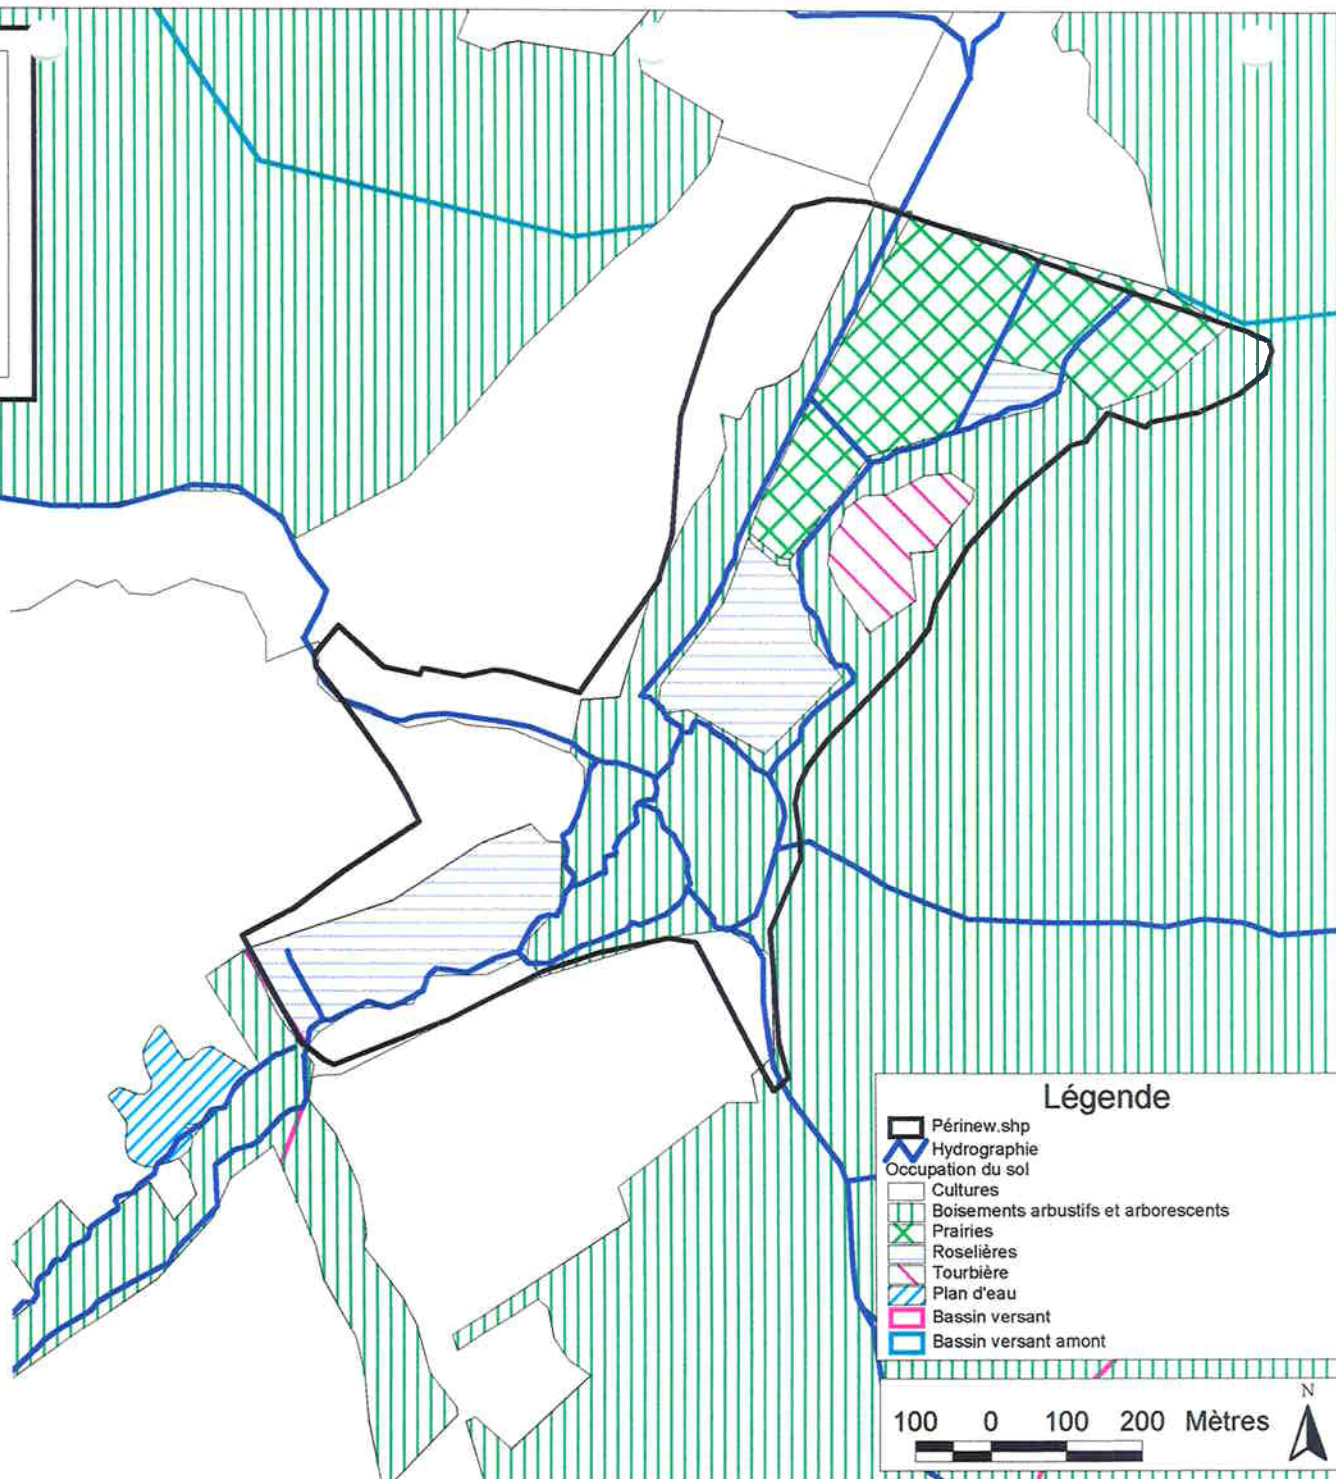 Légende
Périnew.shp
Hydrographie
Occupation du sol
Cultures
Boisements arbustifs et arborescents
Prairies
Roselières
Tourbière
Plan d'eau
Bassin versant
Bassin versant amont
N
100 0 100 200 Mètres